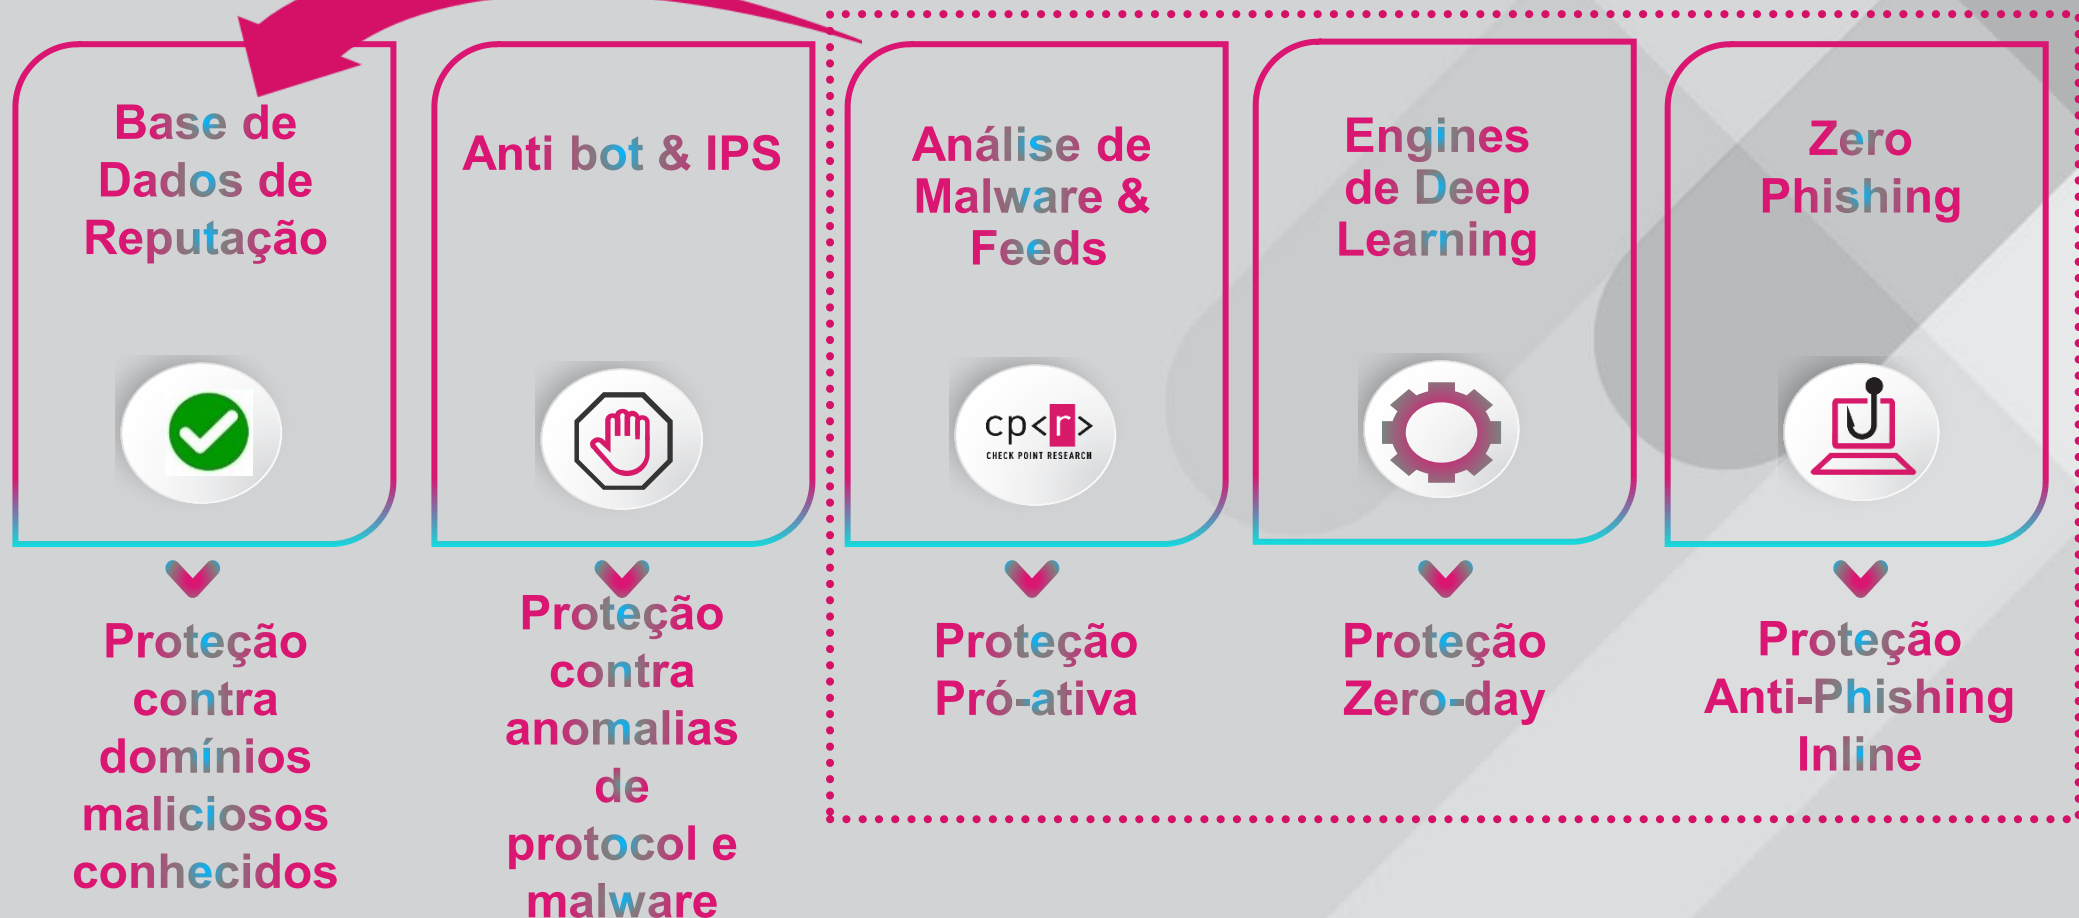 Base de
Dados de
Reputação
Anti bot & IPS
Análise de
Malware &
Feeds
Engines
de Deep
Learning
Zero
Phishing
cp<r>
CHECK POINT RESEARCH
Proteção
contra
domínios
maliciosos
conhecidos
Proteção
contra
anomalias
de
protocol e
malware
Proteção
Pró-ativa
Proteção
Zero-day
Proteção
Anti-Phishing
Inline